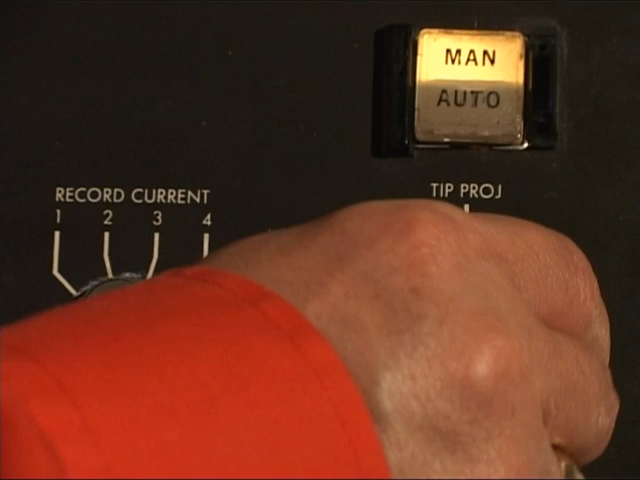 MAN
AUTO
RECORD CURRENT
1 2 3 4
TIP PROJ